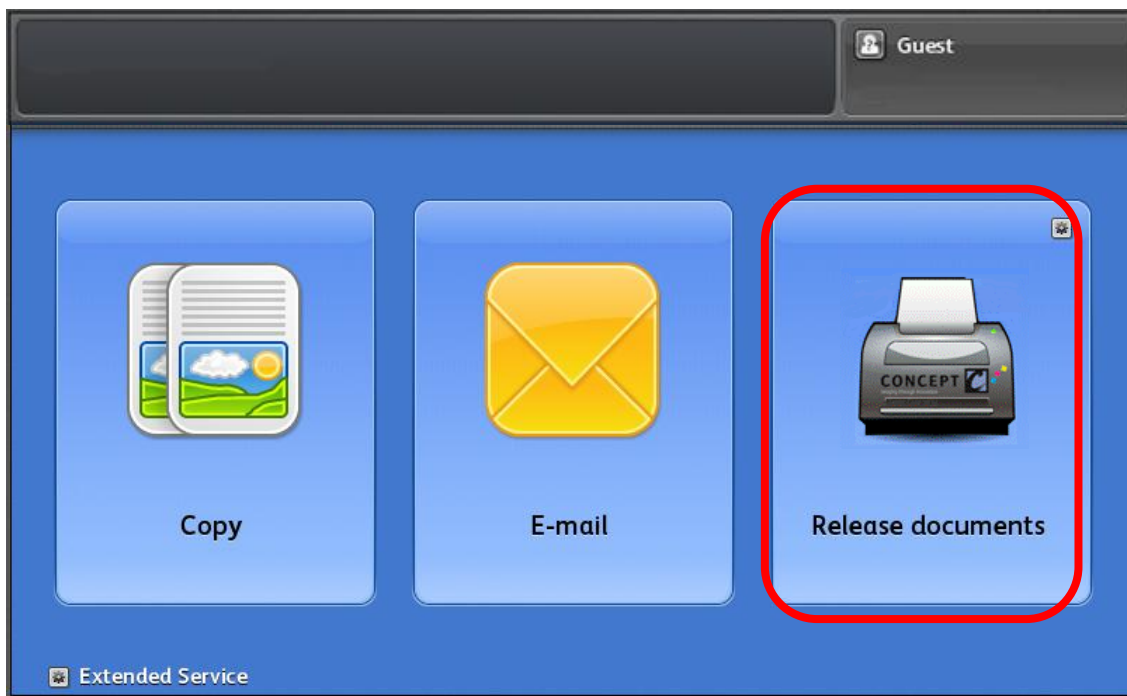 Guest
CONCEPT
Copy
E-mail
Release documents
Extended Service